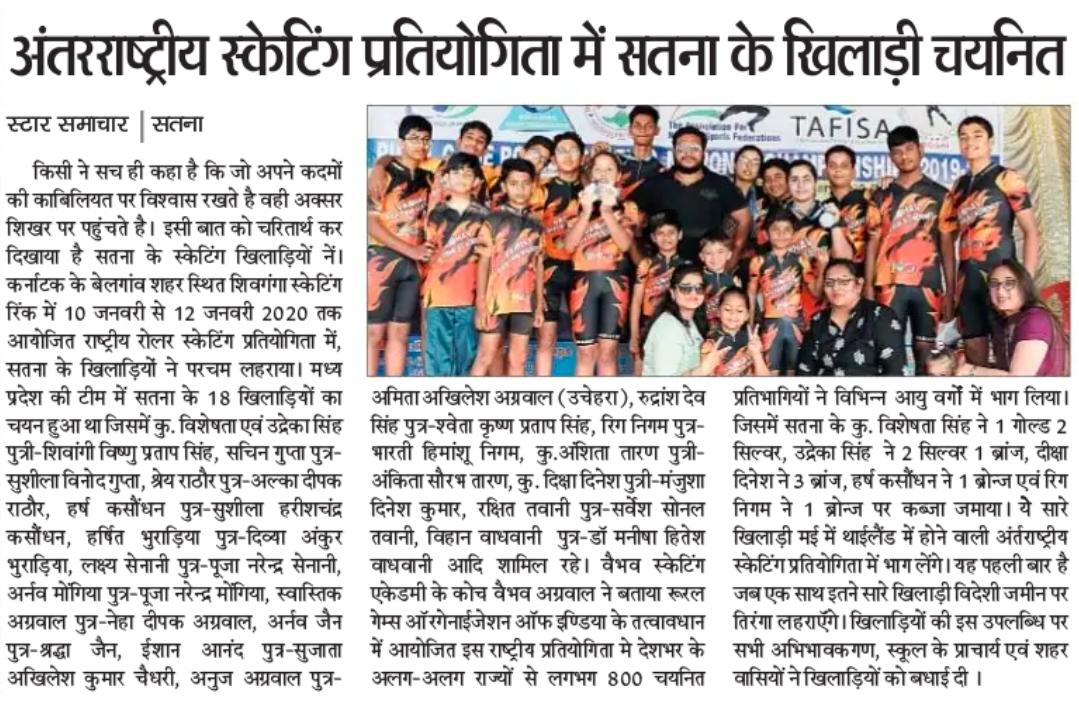 अंतरराष्ट्रीय स्केटिंग प्रतियोगिता में सतना के खिलाड़ी चयनित
स्टार समाचार | सतना
किसी ने सच ही कहा है कि जो अपने कदमों
की काबिलियत पर विश्वास रखते है वही अक्सर
शिखर पर पहुंचते है। इसी बात को चरितार्थ कर
दिखाया है सतना के स्केटिंग खिलाड़ियों नें।
कर्नाटक के बेलगांव शहर स्थित शिवगंगा स्केटिंग
रिंक में 10 जनवरी से 12 जनवरी 2020 तक
आयोजित राष्ट्रीय रोलर स्केटिंग प्रतियोगिता में,
सतना के खिलाड़ियों ने परचम लहराया। मध्य
प्रदेश की टीम में सतना के 18 खिलाड़ियों का
चयन हुआ था जिसमें कु. विशेषता एवं उद्रेका सिंह
पुत्री-शिवांगी विष्णु प्रताप सिंह, सचिन गुप्ता पुत्र-
सुशीला विनोद गुप्ता, श्रेय राठौर पुत्र-अल्का दीपक
राठौर, हर्ष कसौंधन पुत्र-सुशीला हरीशचंद्र
कसौंधन, हर्षित भुराड़िया पुत्र-दिव्या अंकुर
भुराड़िया, लक्ष्य सेनानी पुत्र-पूजा नरेन्द्र सेनानी,
अर्नव मोंगिया पुत्र-पूजा नरेन्द्र मोंगिया, स्वास्तिक
अग्रवाल पुत्र-नेहा दीपक अग्रवाल, अर्नव जैन
पुत्र-श्रद्धा जैन, ईशान आनंद पुत्र-सुजाता
अखिलेश कुमार चैधरी, अनुज अग्रवाल पुत्र-
The Association For
Sports Federations
TAFISA
2019-
अमिता अखिलेश अग्रवाल (उचेहरा), रुद्रांश देव
सिंह पुत्र-श्वेता कृष्ण प्रताप सिंह, रिग निगम पुत्र-
भारती हिमांशू निगम, कु.अंशिता तारण पुत्री-
अंकिता सौरभ तारण, कु. दिक्षा दिनेश पुत्री-मंजुशा
दिनेश कुमार, रक्षित तवानी पुत्र-सर्वेश सोनल
तवानी, विहान वाधवानी पुत्र-डॉ मनीषा हितेस
वाधवानी आदि शामिल रहे। वैभव स्केटिंग
एकेडमी के कोच वैभव अग्रवाल ने बताया रूरल
गेम्स ऑरगेनाईजेशन ऑफ इण्डिया के तत्वावधान
में आयोजित इस राष्ट्रीय प्रतियोगिता मे देशभर के
अलग-अलग राज्यों से लगभग 800 चयनित
प्रतिभागियों ने विभिन्न आयु वर्गों में भाग लिया।
जिसमें सतना के कु. विशेषता सिंह ने 1 गोल्ड 2
सिल्वर, उद्रेका सिंह ने 2 सिल्वर 1 ब्रांज, दीक्षा
दिनेश ने 3 ब्रांज, हर्ष कसौंधन ने 1 ब्रोन्ज एवं रिग
निगम ने 1 ब्रोन्ज पर कब्जा जमाया। ये सारे
खिलाड़ी मई में थाईलैंड में होने वाली अंर्तराष्ट्रीय
स्केटिंग प्रतियोगिता में भाग लेंगे। यह पहली बार है
जब एक साथ इतने सारे खिलाड़ी विदेशी जमीन पर
तिरंगा लहराएँगे। खिलाड़ियों की इस उपलब्धि पर
सभी अभिभावकगण, स्कूल के प्राचार्य एवं शहर
वासियों ने खिलाड़ियों को बधाई दी ।